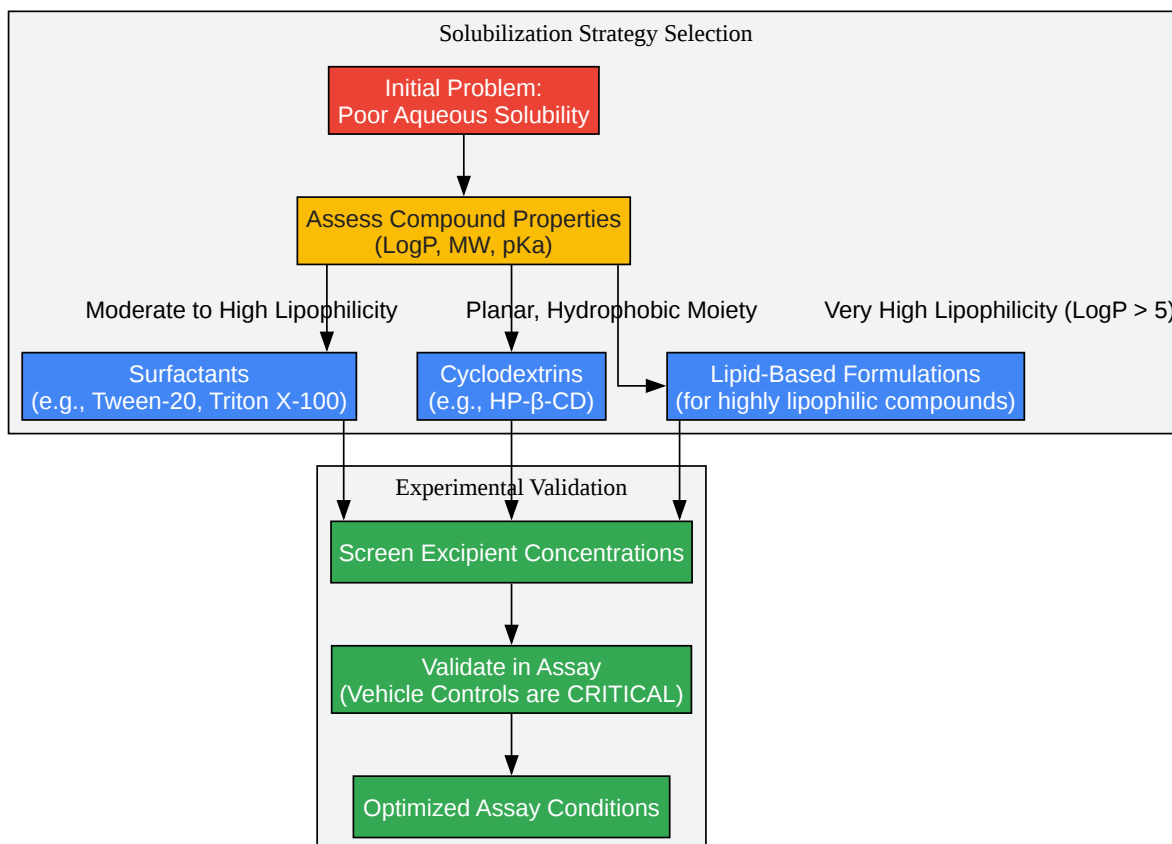 Solubilization Strategy Selection
Initial Problem:
Poor Aqueous Solubility
Assess Compound Properties
(LogP, MW, pKa)
Moderate to High Lipophilicity
Planar, Hydrophobic Moiety
Very High Lipophilicity (LogP > 5)
Surfactants
(e.g., Tween-20, Triton X-100)
Cyclodextrins
(e.g., HP-β-CD)
Lipid-Based Formulations
(for highly lipophilic compounds)
Experimental Validation
Screen Excipient Concentrations
Validate in Assay
(Vehicle Controls are CRITICAL)
Optimized Assay Conditions